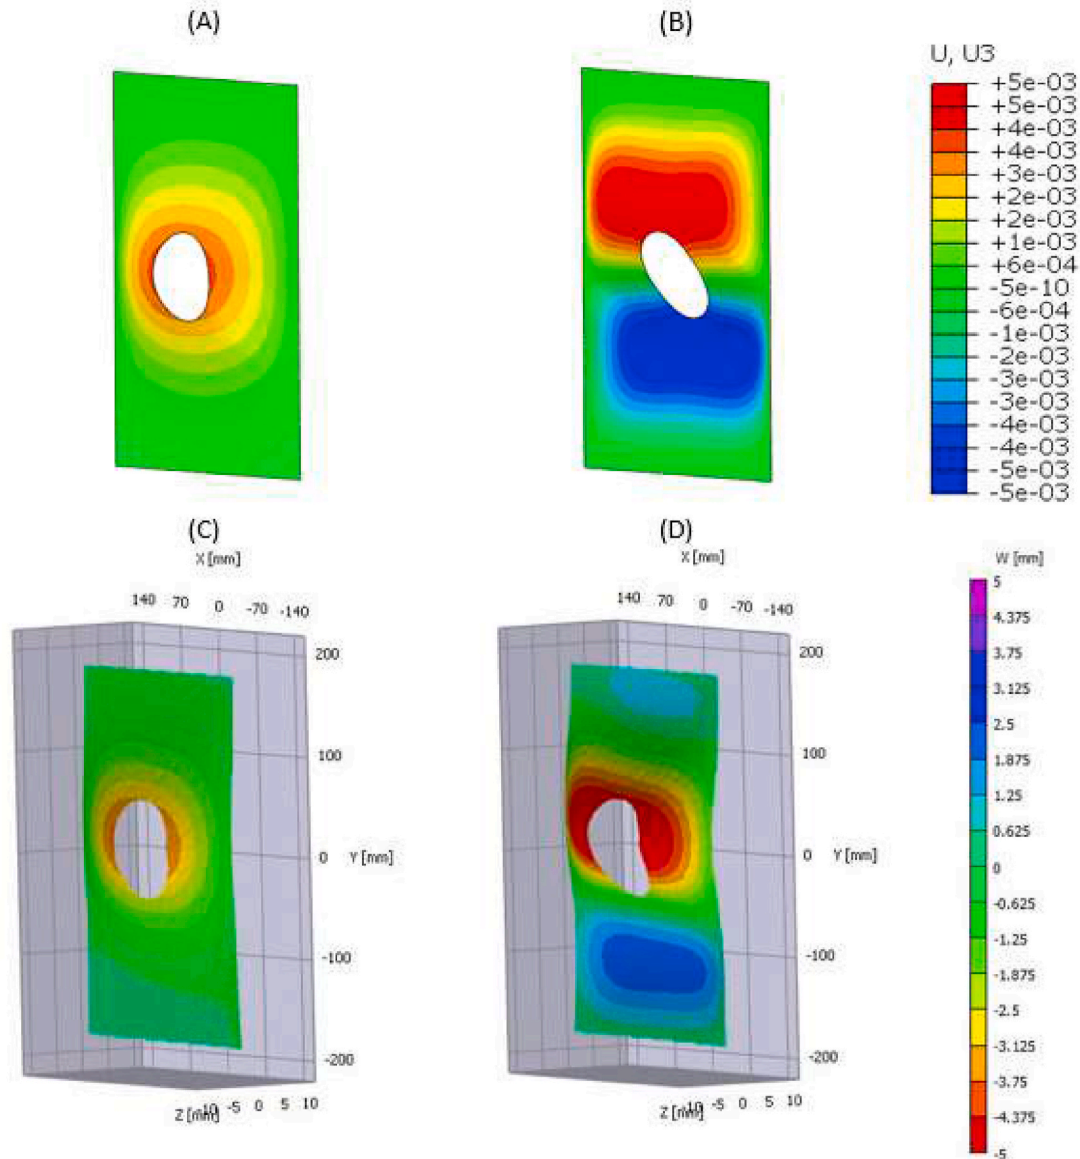 (A)
(B)
U, U3
+5e-03
+5e-03
+4e-03
+4e-03
+3e-03
+2e-03
+2e-03
+1e-03
+6e-04
-5e-10
-6e-04
-1e-03
-2e-03
-3e-03
-3e-03
-4e-03
-4e-03
-5e-03
-5e-03
(C)
X [mm]
140 70 0 -70 -140
200
100
0 Y [mm]
-100
-200
Z [mm]
-10 -5 0 5 10
(D)
X [mm]
140 70 0 -70 -140
200
100
0 Y [mm]
-100
-200
Z [mm]
-10 -5 0 5 10
W [mm]
5
4.375
3.75
3.125
2.5
1.875
1.25
0.625
0
-0.625
-1.25
-1.875
-2.5
-3.125
-3.75
-4.375
-5